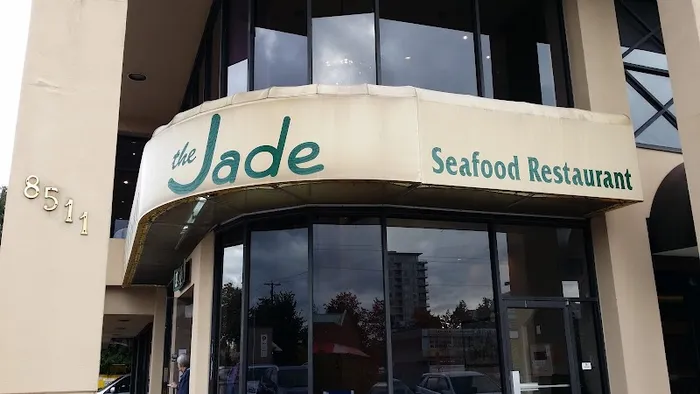 8511
the Jade
Seafood Restaurant